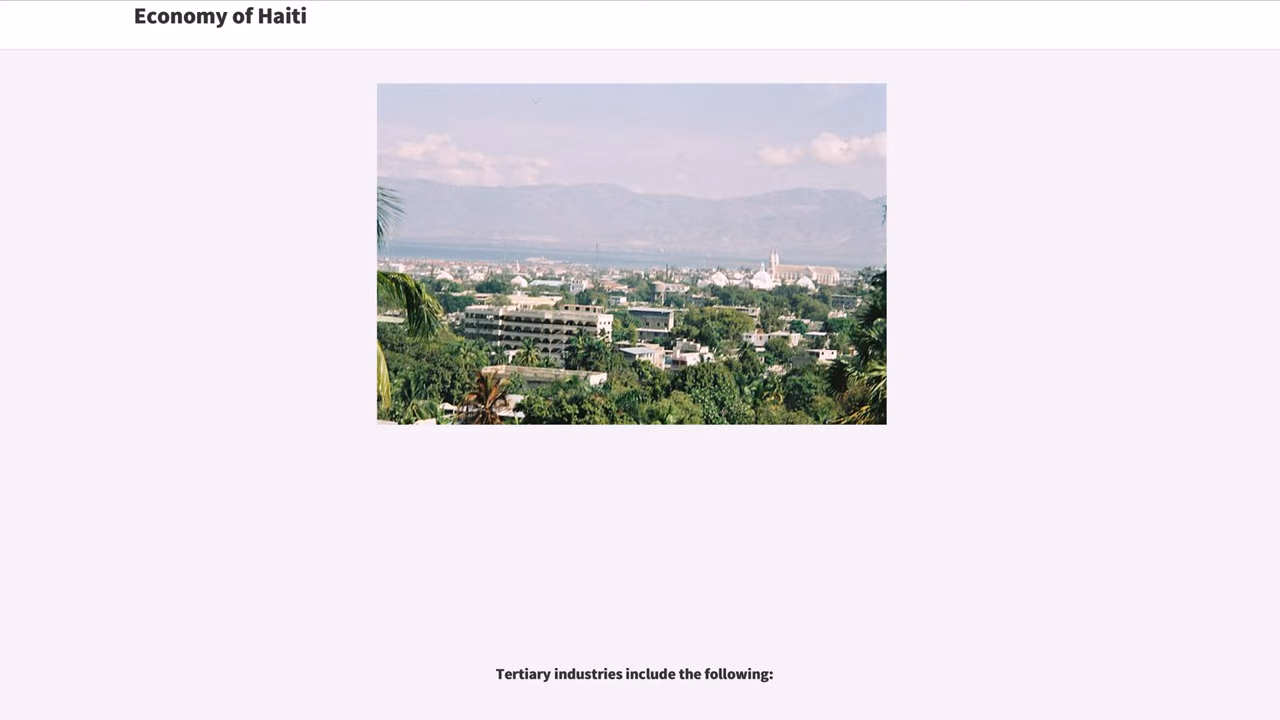 Economy of Haiti
Tertiary industries include the following: